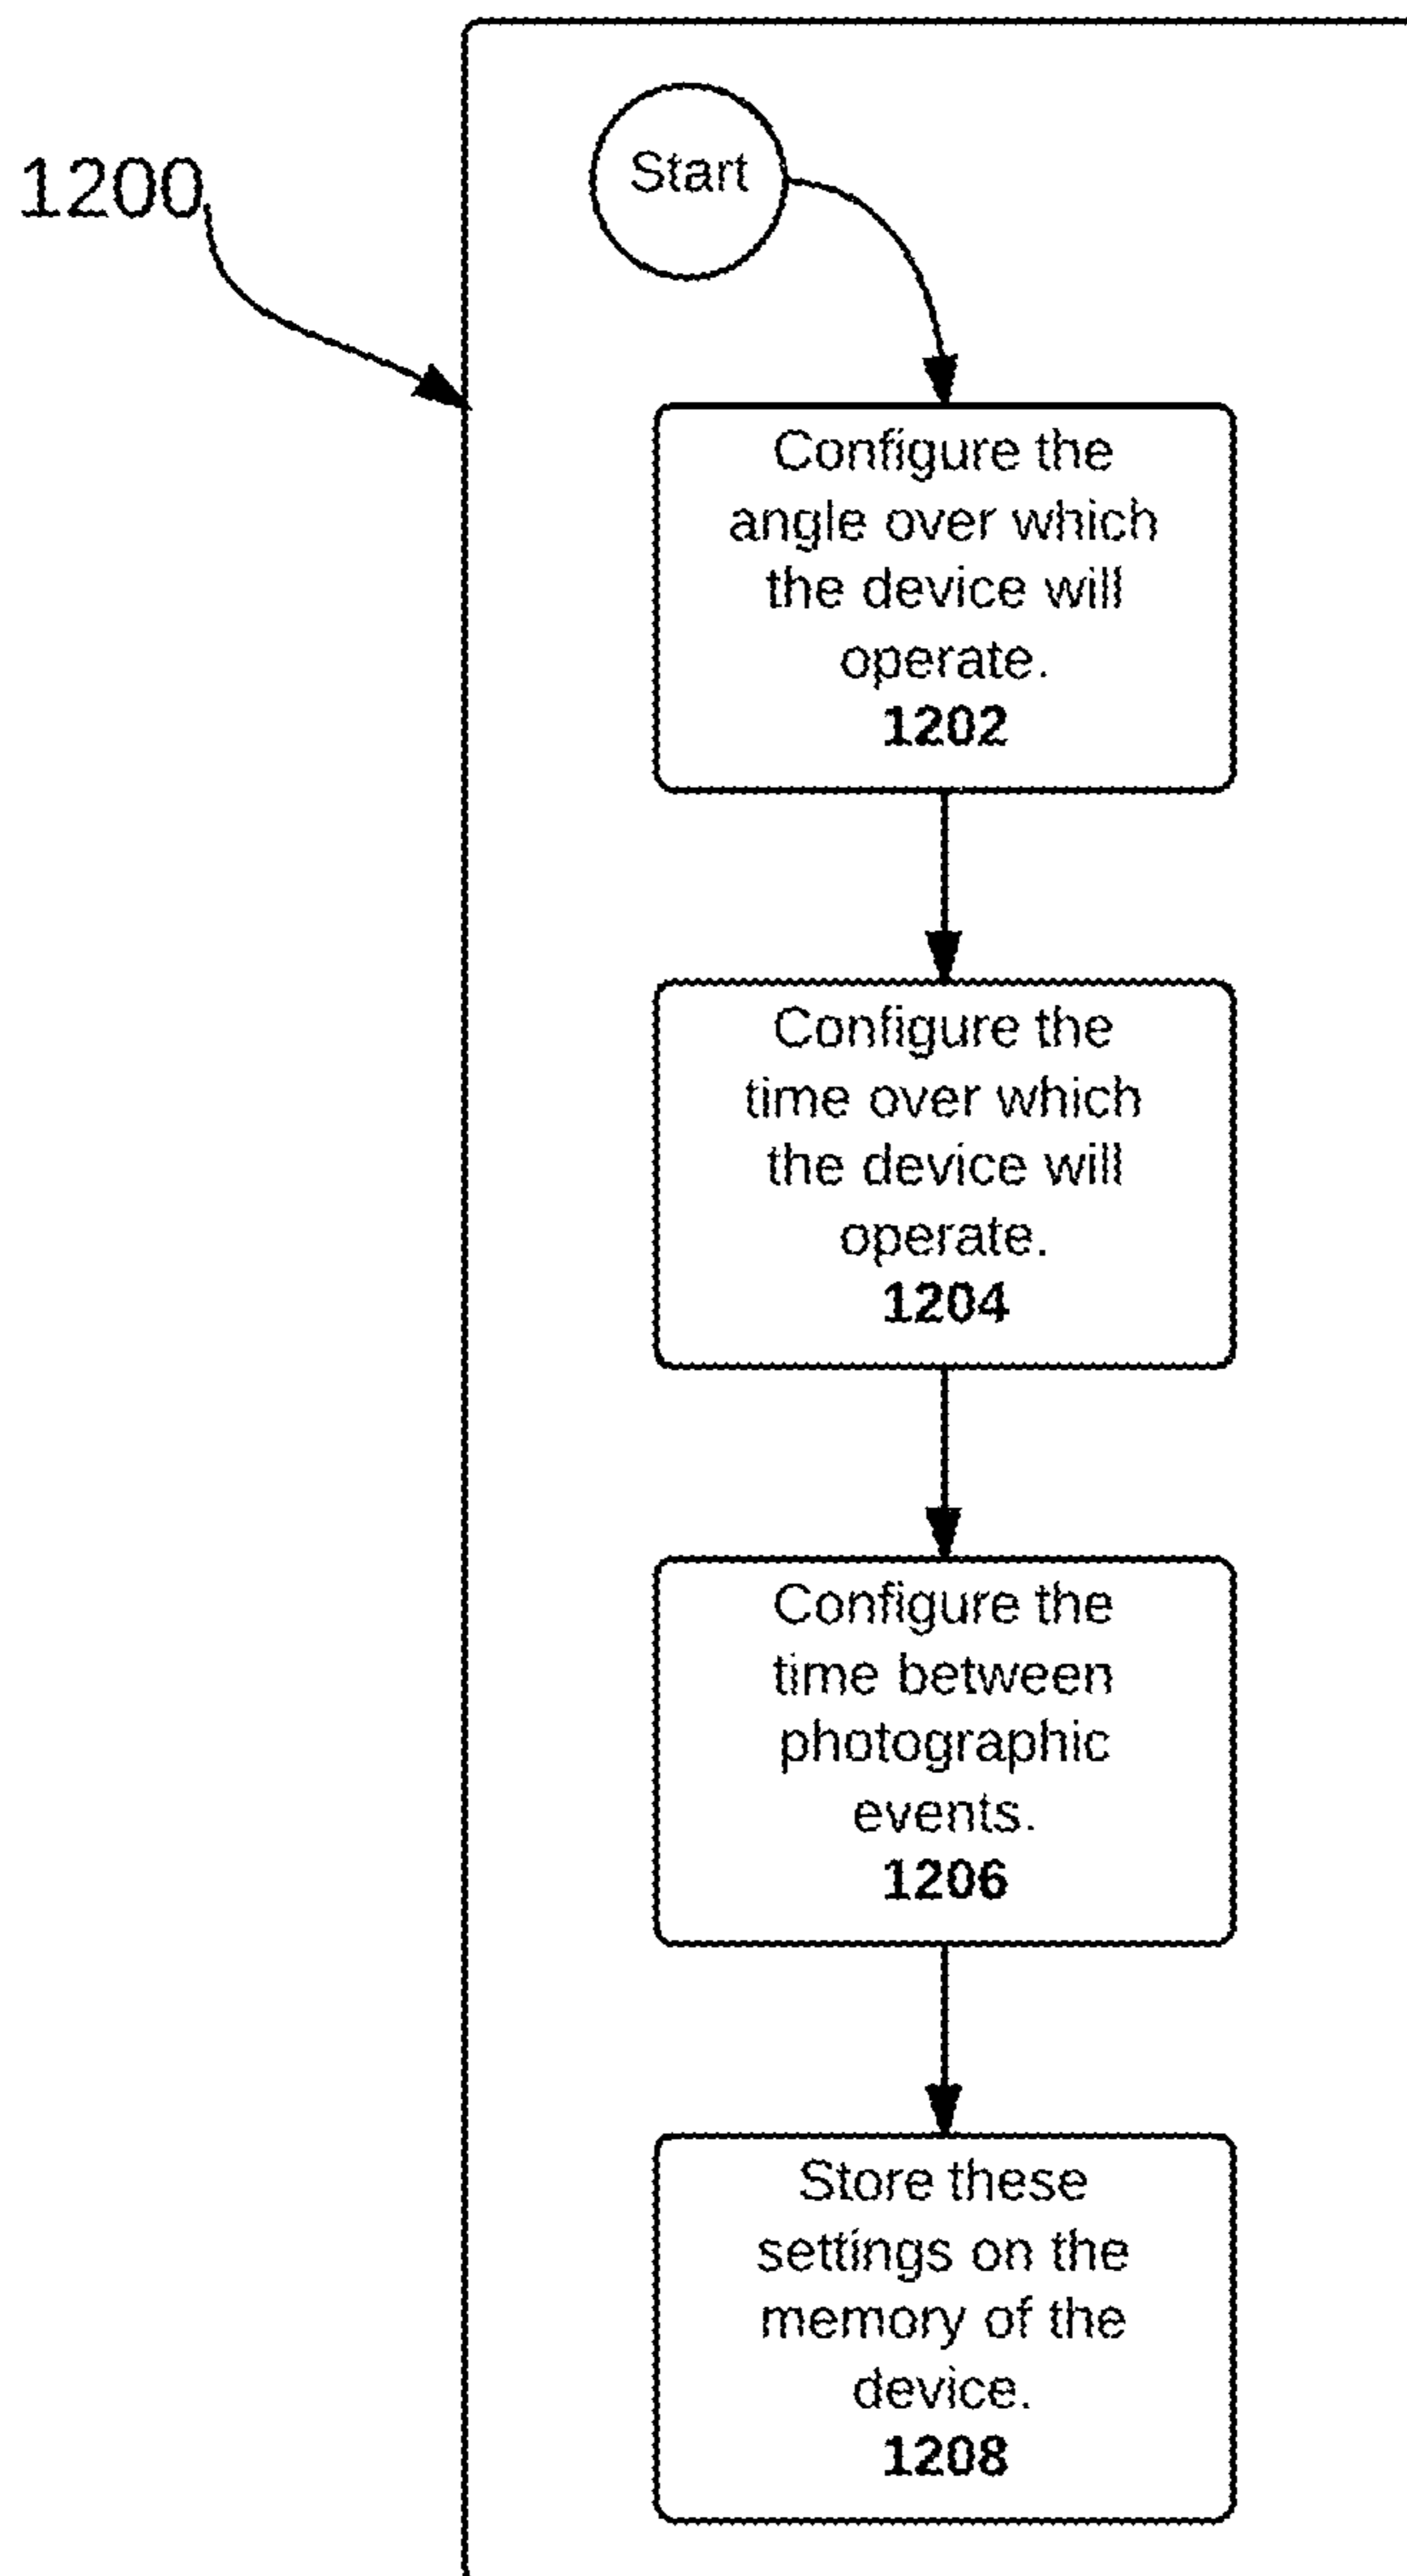 1200
Start
Configure the
angle over which
the device will
operate.
1202
Configure the
time over which
the device will
operate.
1204
Configure the
time between
photographic
events.
1206
Store these
settings on the
memory of the
device.
1208